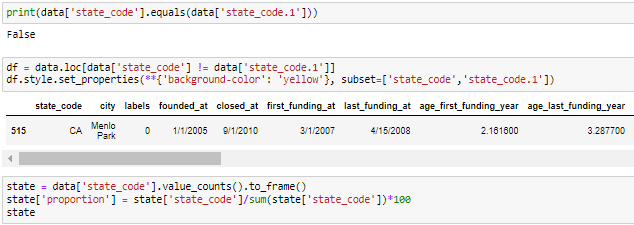 print(data['state_code'].equals(data['state_code.1']))
False
df = data.loc[data['state_code'] != data['state_code.1']]
df.style.set_properties(**{'background-color': 'yellow'}, subset=['state_code','state_code.1'])
state_code city labels founded_at closed_at first_funding_at last_funding_at age_first_funding_year age_last_funding_year
515 CA Menlo Park 0 1/1/2005 9/1/2010 3/1/2007 4/15/2008 2.161600 3.287700
state = data['state_code'].value_counts().to_frame()
state['proportion'] = state['state_code']/sum(state['state_code'])*100
state